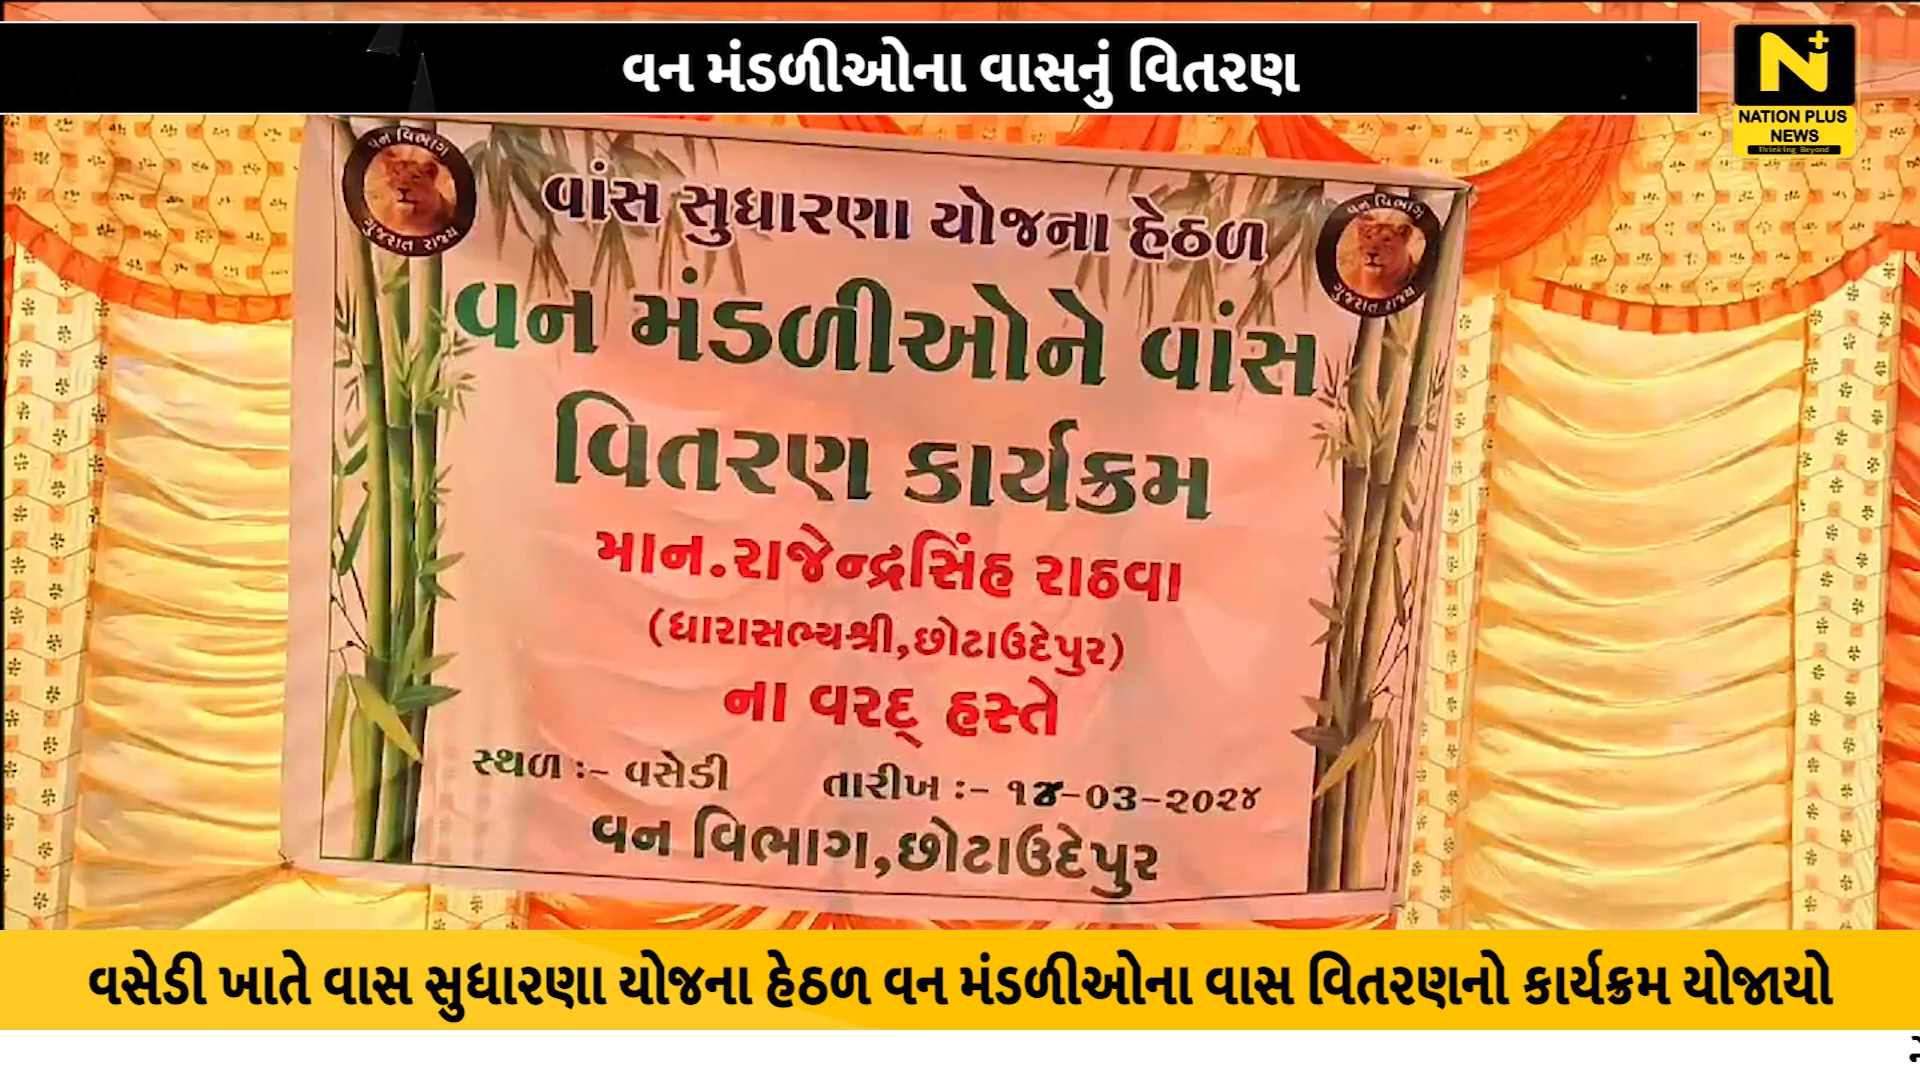 વન મંડળીઓના વાસનું વિતરણ
N+
NATION PLUS
NEWS
Thinking Beyond
વન વિભાગ
ગુજરાત રાજ્ય
વન વિભાગ
ગુજરાત રાજ્ય
વાંસ સુધારણા યોજના હેઠળ
વન મંડળીઓને વાંસ
વિતરણ કાર્યક્રમ
માન.રાજેન્દ્રસિંહ રાઠવા
(ધારાસભ્યશ્રી,છોટાઉદેપુર)
ના વરદ્ હસ્તે
સ્થળ :- વસેડી તારીખ :- ૧૪-૦૩-૨૦૨૪
વન વિભાગ,છોટાઉદેપુર
વસેડી ખાતે વાસ સુધારણા યોજના હેઠળ વન મંડળીઓના વાસ વિતરણનો કાર્યક્રમ યોજાયો